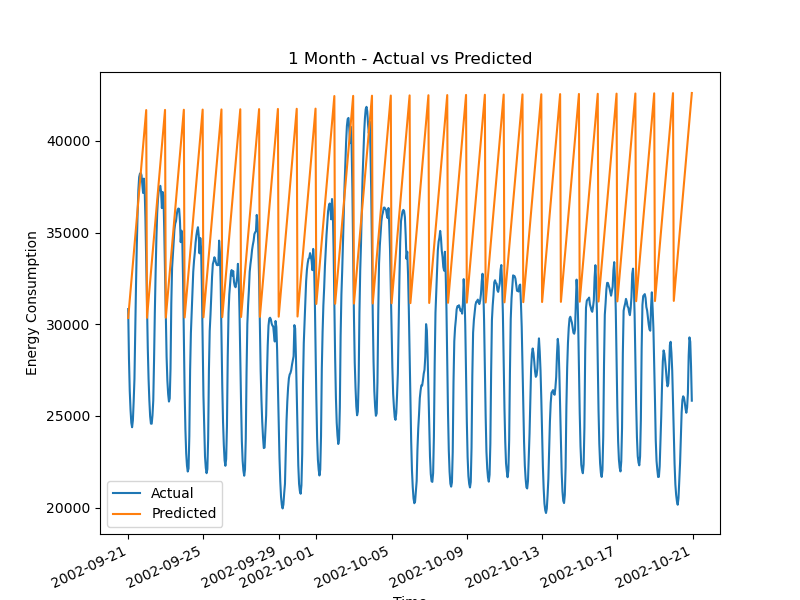 1 Month - Actual vs Predicted
Energy Consumption
40000
35000
30000
25000
20000
Actual
Predicted
2002-09-21
2002-09-25
2002-09-29
2002-10-01
2002-10-05
2002-10-09
2002-10-13
2002-10-17
2002-10-21
Time